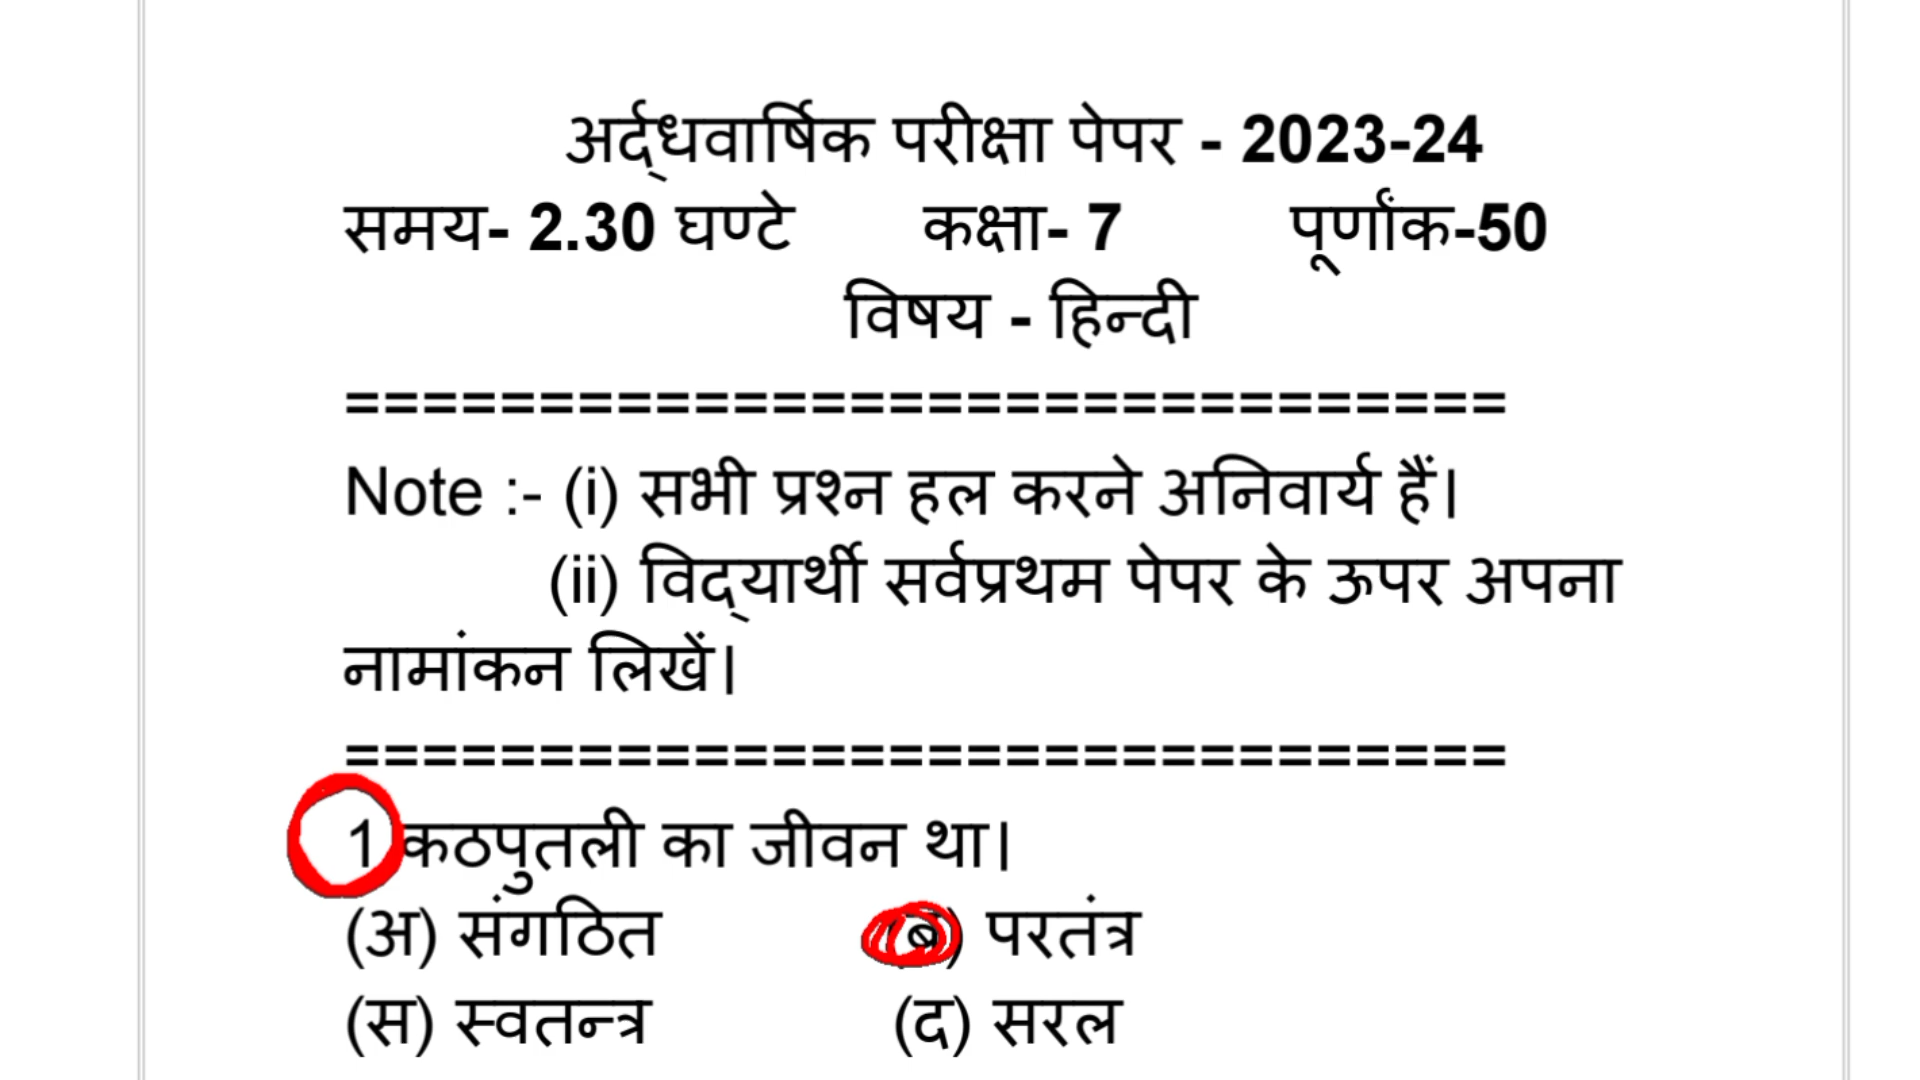 अर्द्धवार्षिक परीक्षा पेपर - 2023-24
समय- 2.30 घण्टे कक्षा- 7 पूर्णांक-50
विषय - हिन्दी
==============================
Note :- (i) सभी प्रश्न हल करने अनिवार्य हैं।
(ii) विद्यार्थी सर्वप्रथम पेपर के ऊपर अपना
नामांकन लिखें।
==============================
1 कठपुतली का जीवन था।
(अ) संगठित (ब) परतंत्र
(स) स्वतन्त्र (द) सरल